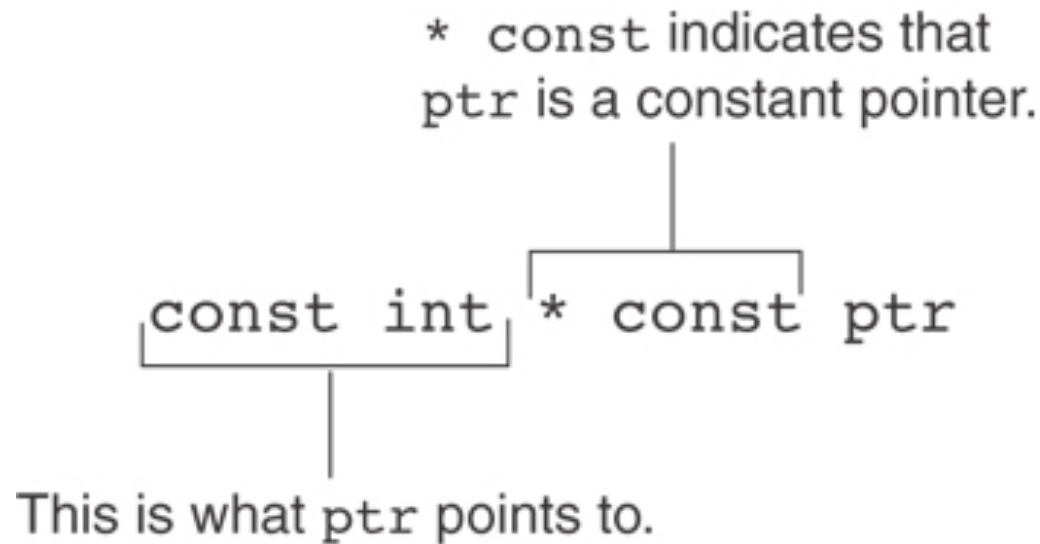 * const indicates that
ptr is a constant pointer.
const int * const ptr
This is what ptr points to.